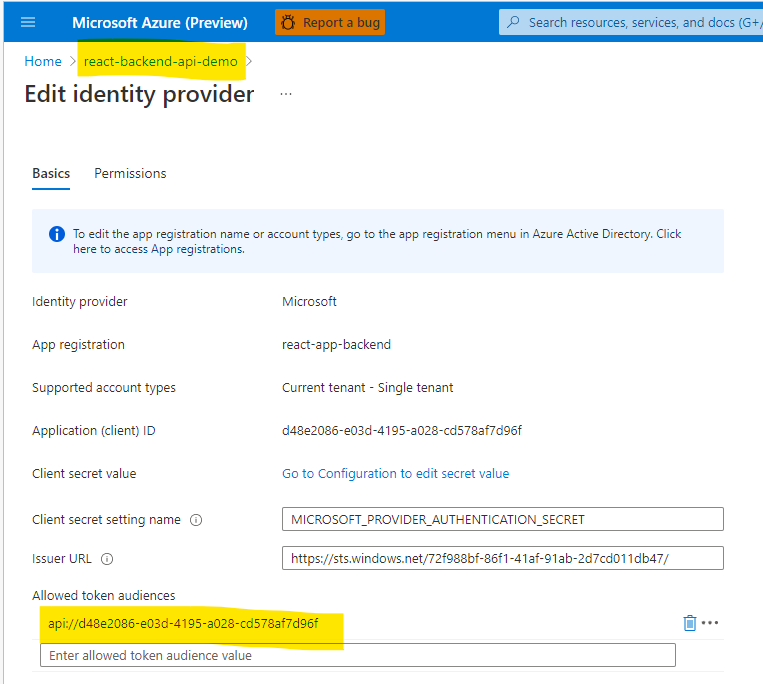 Microsoft Azure (Preview) Report a bug Search resources, services, and docs (G+/
Home > react-backend-api-demo >
Edit identity provider ...
Basics Permissions
To edit the app registration name or account types, go to the app registration menu in Azure Active Directory. Click
here to access App registrations.
Identity provider Microsoft
App registration react-app-backend
Supported account types Current tenant - Single tenant
Application (client) ID d48e2086-e03d-4195-a028-cd578af7d96f
Client secret value Go to Configuration to edit secret value
Client secret setting name MICROSOFT_PROVIDER_AUTHENTICATION_SECRET
Issuer URL https://sts.windows.net/72f988bf-86f1-41af-91ab-2d7cd011db47/
Allowed token audiences
api://d48e2086-e03d-4195-a028-cd578af7d96f
Enter allowed token audience value